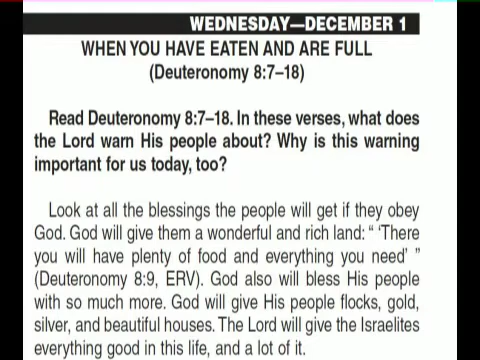 WEDNESDAY—DECEMBER 1
WHEN YOU HAVE EATEN AND ARE FULL
(Deuteronomy 8:7–18)
Read Deuteronomy 8:7–18. In these verses, what does
the Lord warn His people about? Why is this warning
important for us today, too?
Look at all the blessings the people will get if they obey
God. God will give them a wonderful and rich land: “ ‘There
you will have plenty of food and everything you need’ ”
(Deuteronomy 8:9, ERV). God also will bless His people
with so much more. God will give His people flocks, gold,
silver, and beautiful houses. The Lord will give the Israelites
everything good in this life, and a lot of it.